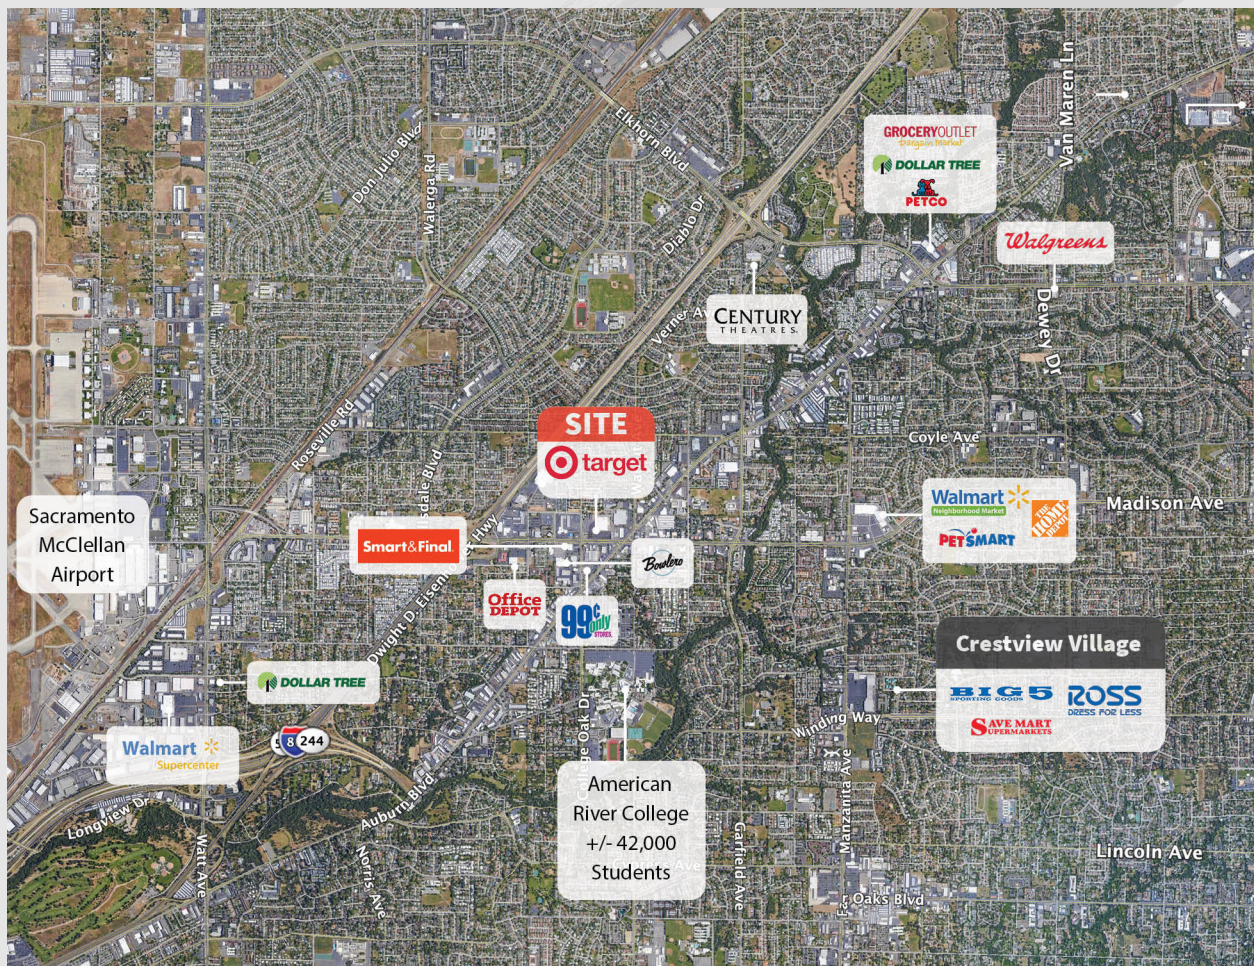 Van Maren Ln
Elkhorn Blvd
GROCERY OUTLET
Bargain Market
DOLLAR TREE
PETCO
Don Julio Blvd
Walerga Rd
Diablo Dr
Walgreens
Dewey Dr
Verner Av
CENTURY
THEATRES.
SITE
target
Roseville Rd
Coyle Ave
Walmart
Neighborhood Market
THE HOME DEPOT
PETSMART
Madison Ave
Sacramento
McClellan
Airport
Smart&Final.
Hwy
Dwight D. Eisen
Bowlero
Office
DEPOT
99¢
only
STORES.
Crestview Village
BIG 5
SPORTING GOODS
ROSS
DRESS FOR LESS
SAVE MART
SUPERMARKETS
DOLLAR TREE
Walmart
Supercenter
8
244
Oak Dr
Winding Way
Manzanita Ave
American
River College
+/- 42,000
Students
Longview Dr
Auburn Blvd
Watt Ave
Norris Ave
Garfield Ave
Lincoln Ave
Oaks Blvd